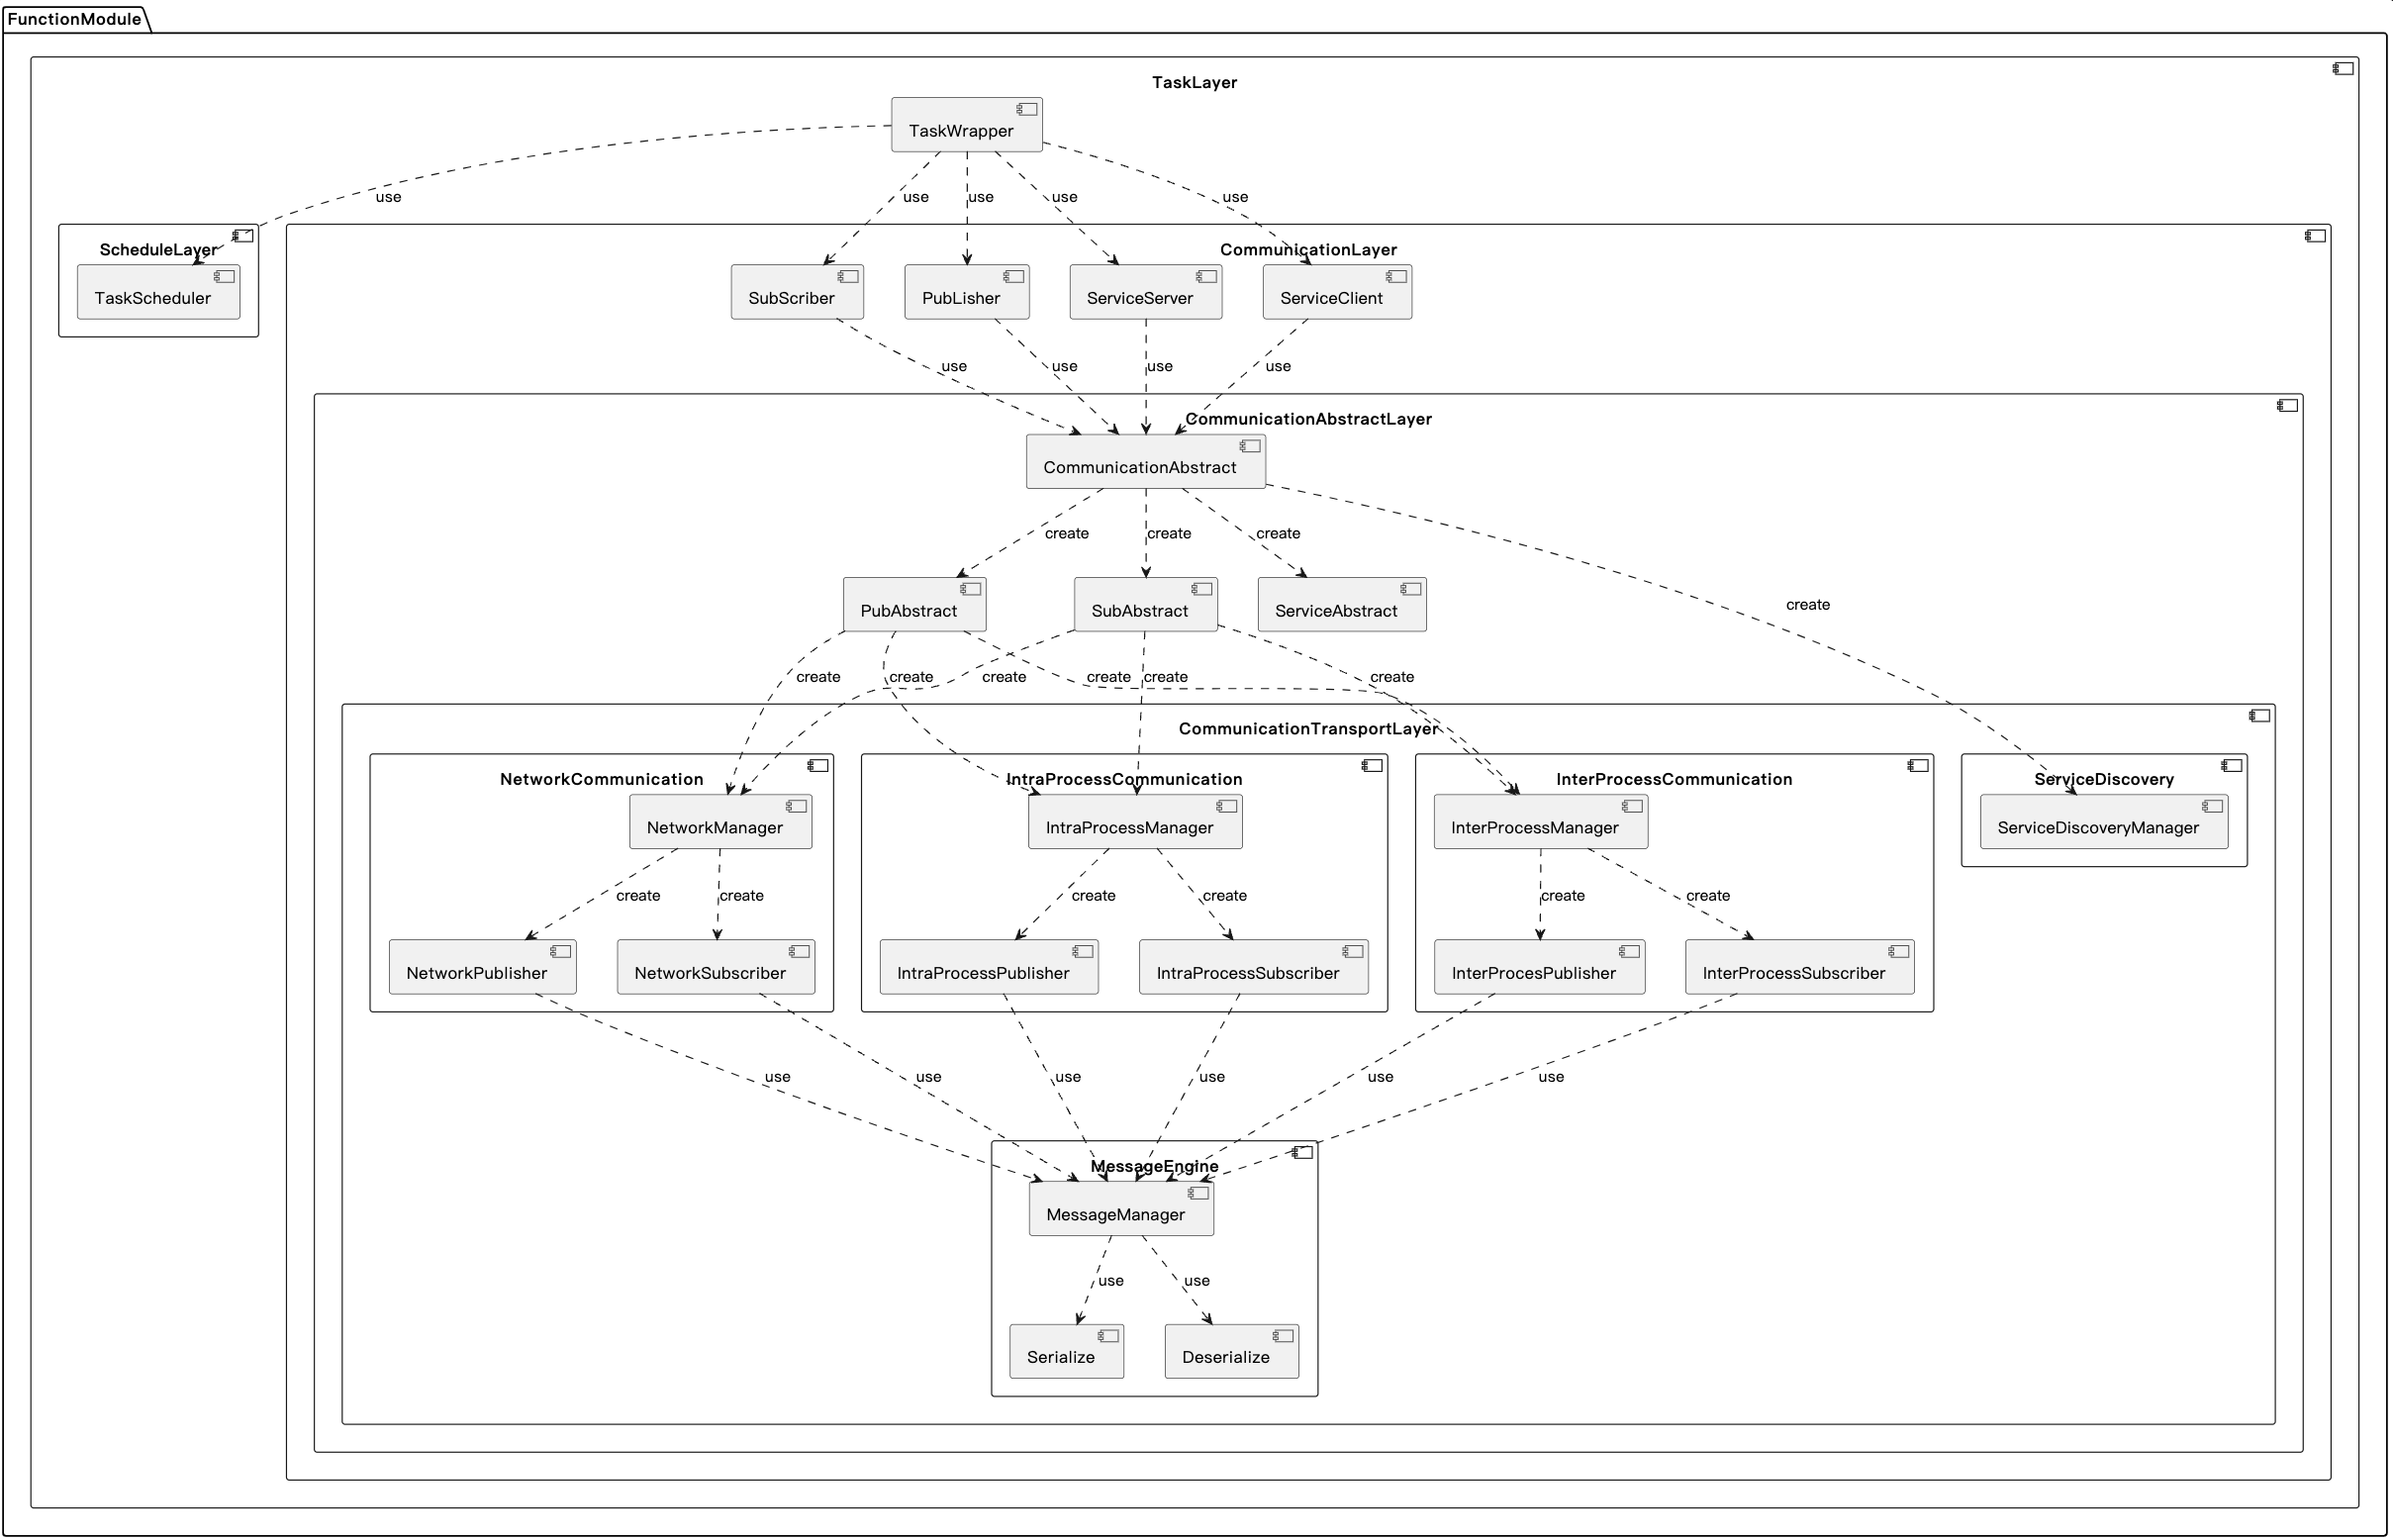 FunctionModule
TaskLayer
TaskWrapper
use
use
use
use
use
ScheduleLayer
CommunicationLayer
TaskScheduler
SubScriber
PubLisher
ServiceServer
ServiceClient
use
use
use
use
CommunicationAbstractLayer
CommunicationAbstract
create
create
create
create
PubAbstract
SubAbstract
ServiceAbstract
create
create
create
create
create
create
CommunicationTransportLayer
NetworkCommunication
IntraProcessCommunication
InterProcessCommunication
ServiceDiscovery
NetworkManager
IntraProcessManager
InterProcessManager
ServiceDiscoveryManager
create
create
create
create
create
create
NetworkPublisher
NetworkSubscriber
IntraProcessPublisher
IntraProcessSubscriber
InterProcesPublisher
InterProcessSubscriber
use
use
use
use
use
use
MessageEngine
MessageManager
use
use
Serialize
Deserialize